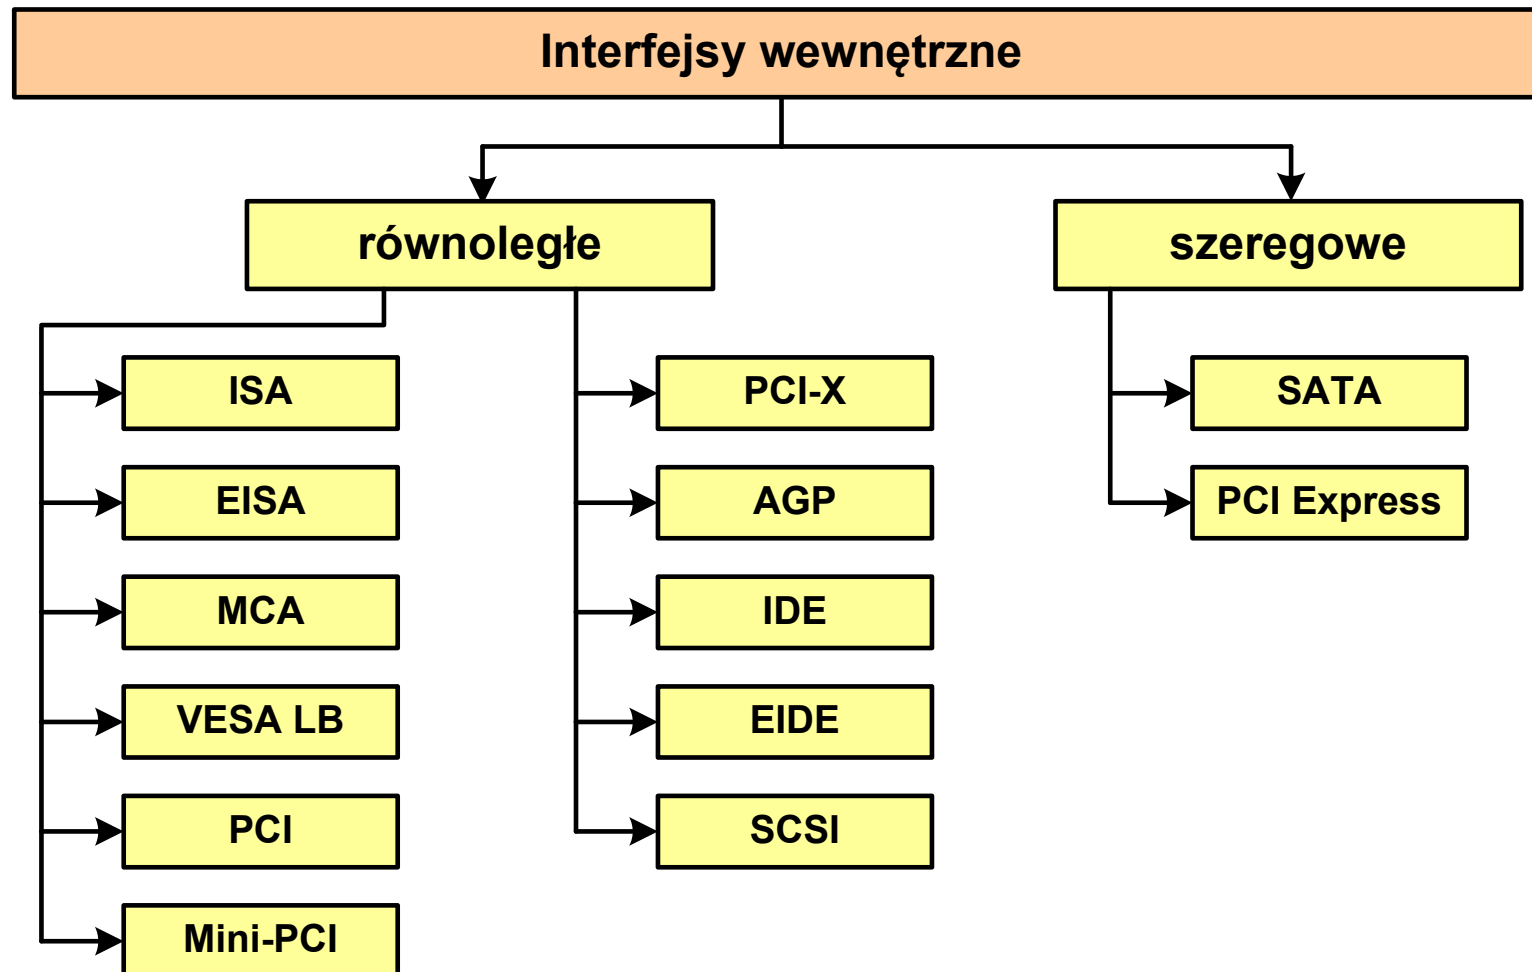 Interfejsy wewnętrzne
równoległe
szeregowe
ISA
EISA
MCA
VESA LB
PCI
Mini-PCI
PCI-X
AGP
IDE
EIDE
SCSI
SATA
PCI Express